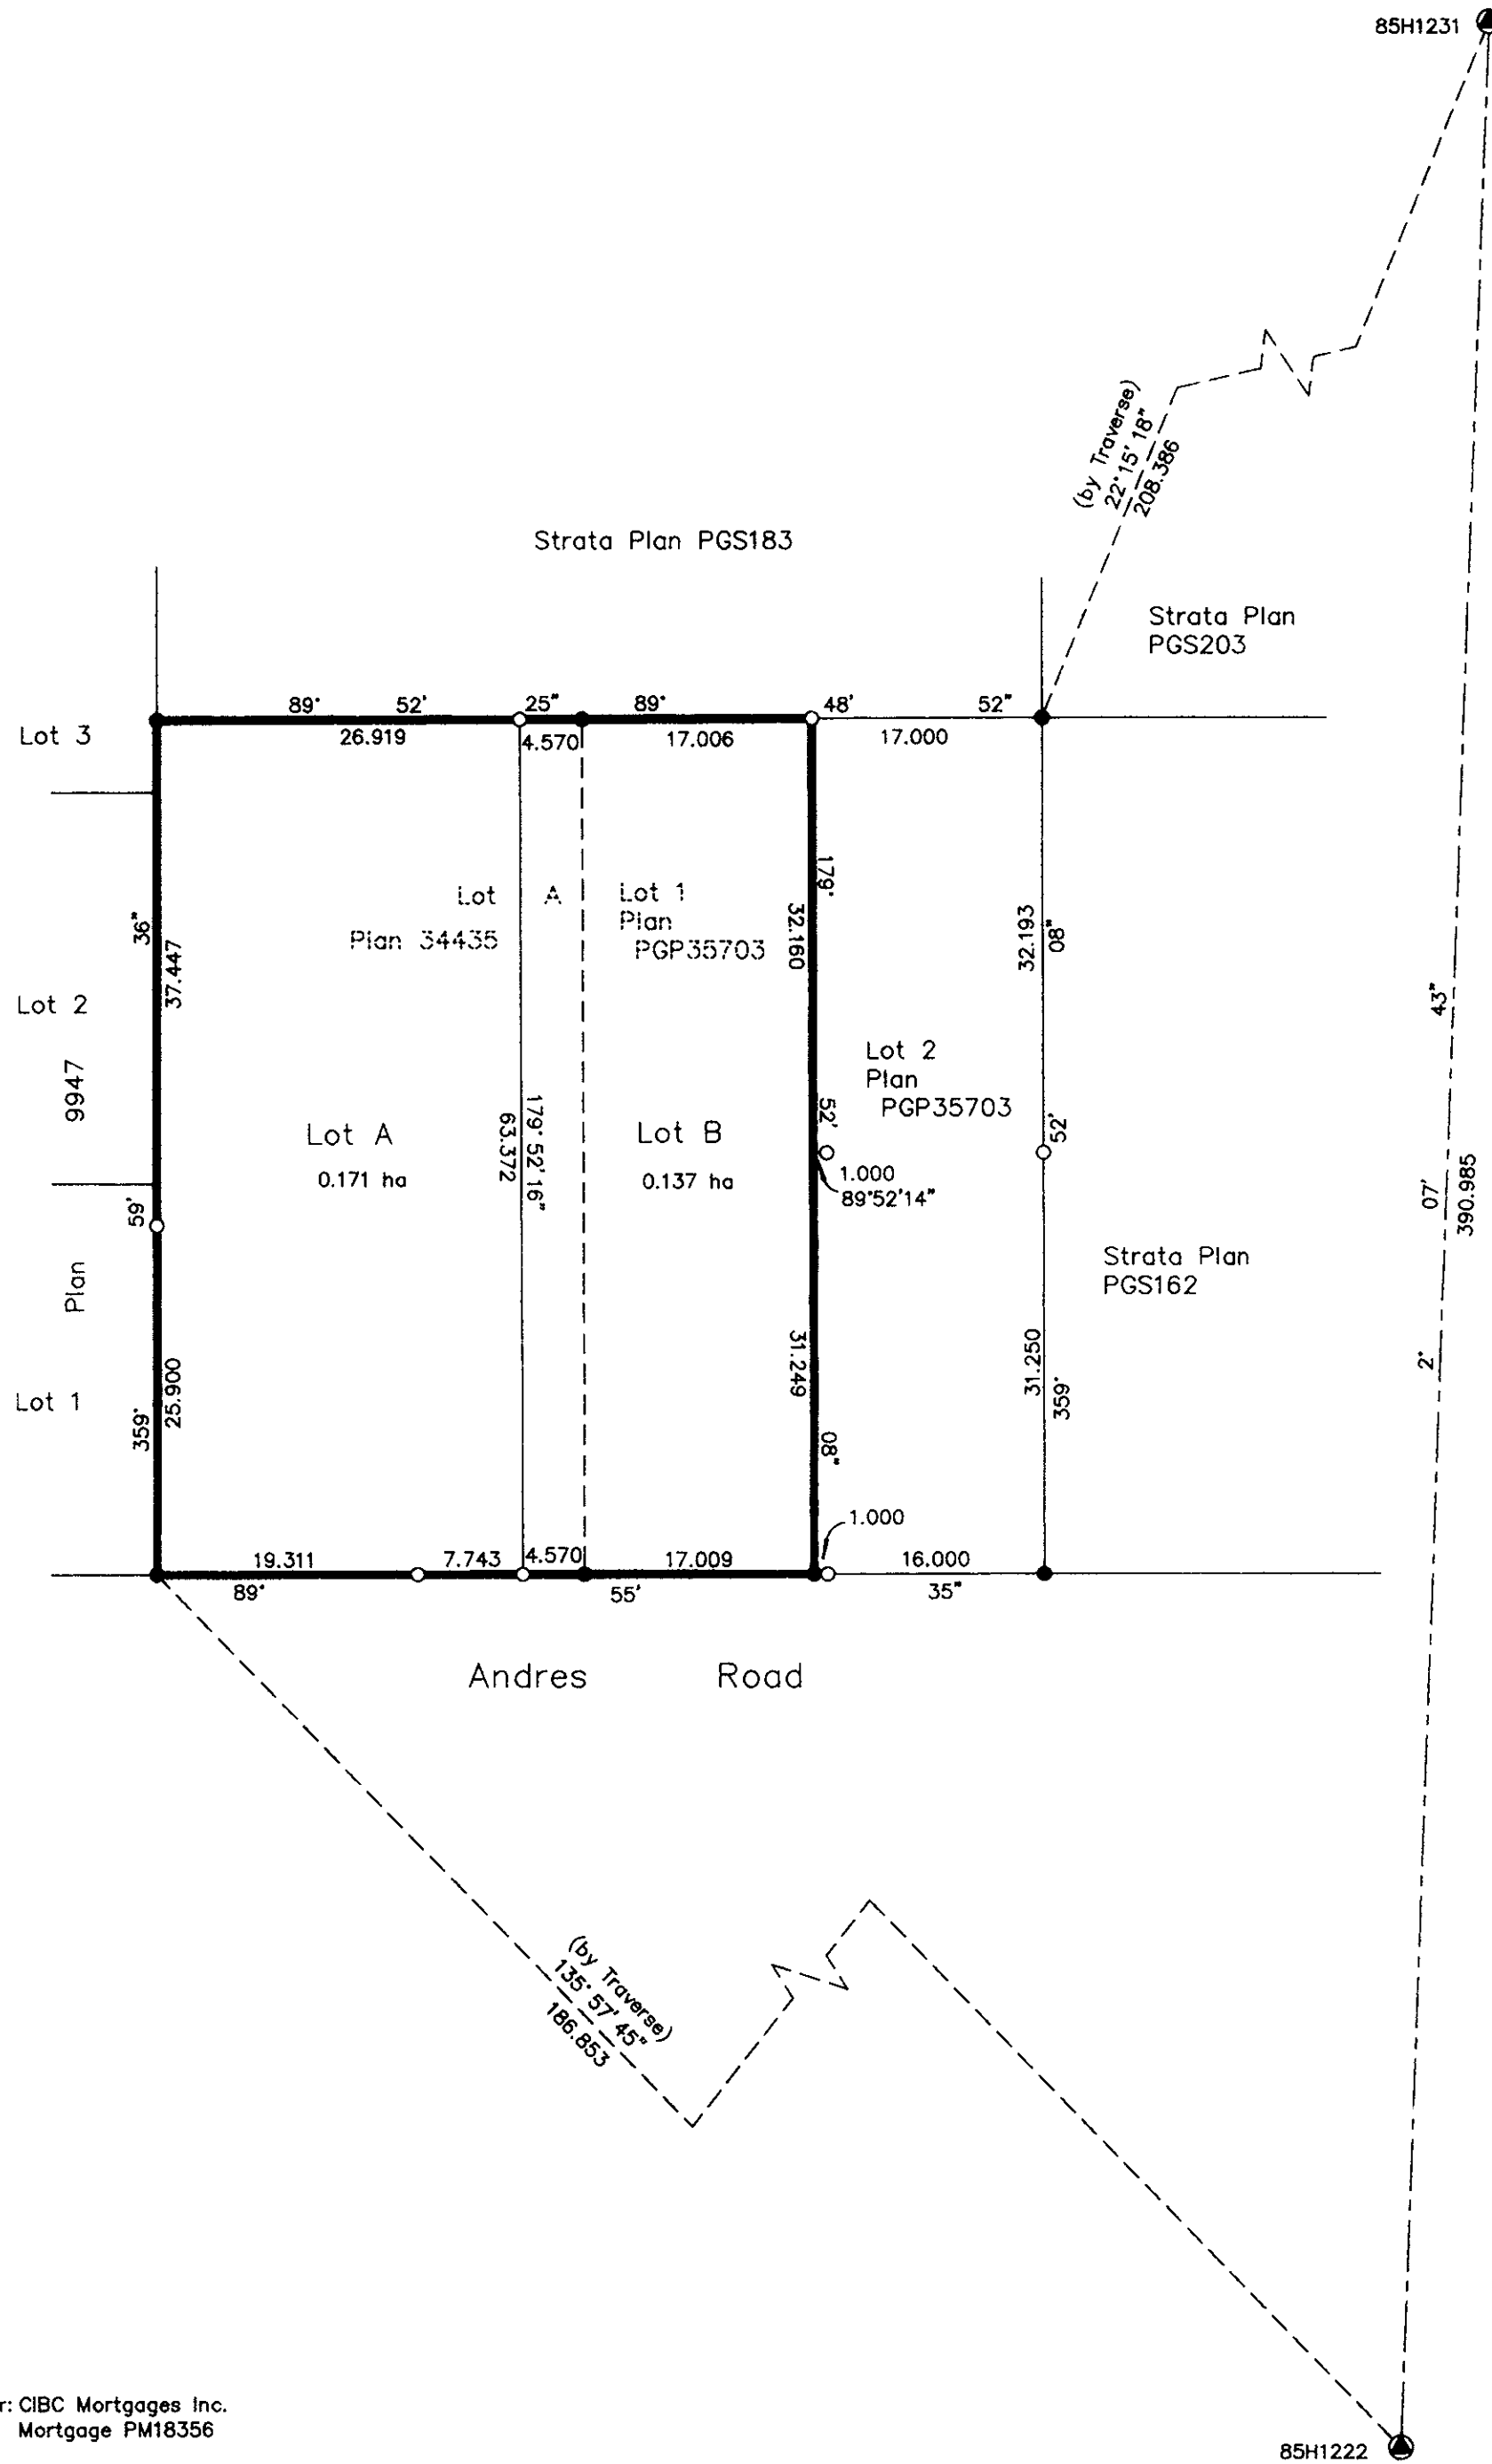 85H1231
(by Traverse)
22°15'18"
208.386
Strata Plan PGS183
Strata Plan
PGS203
89° 52' 25" 89° 48' 52"
Lot 3
26.919 4.570 17.006 17.000
179°
Lot A
Plan 34435
Lot 1
Plan
PGP35703
32.160
32.193
08"
36"
37.447
Lot 2
9947
43"
Lot 2
Plan
PGP35703
52'
52'
Lot A
0.171 ha
179° 52' 16"
63.372
Lot B
0.137 ha
1.000
89°52'14"
07'
390.985
59'
Plan
Strata Plan
PGS162
31.249
31.250
359°
2°
Lot 1
25.900
359°
08"
1.000
19.311 7.743 4.570 17.009 16.000
89° 55' 35"
Andres Road
(by Traverse)
135°57'45"
186.853
r: CIBC Mortgages Inc.
Mortgage PM18356
85H1222